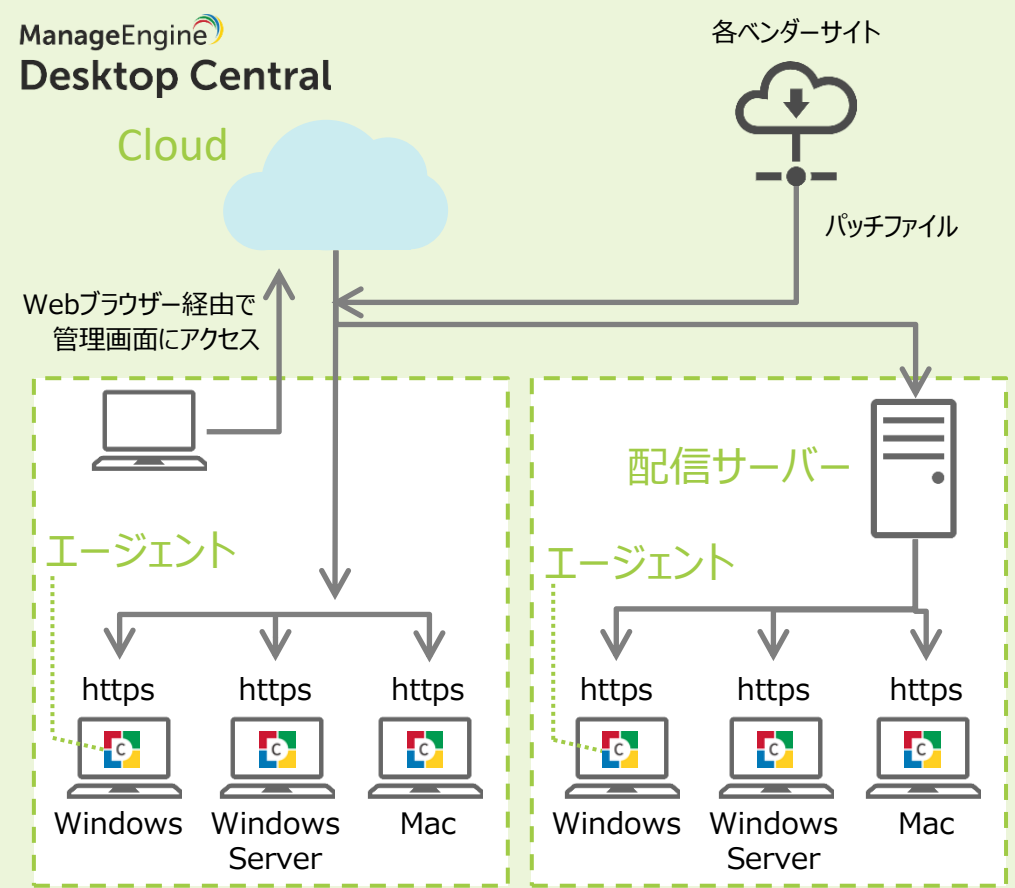 ManageEngine
Desktop Central
各ベンダーサイト
Cloud
パッチファイル
Webブラウザー経由で
管理画面にアクセス
配信サーバー
エージェント
エージェント
https
https
https
https
https
https
C
C
C
C
C
C
Windows
Windows
Server
Mac
Windows
Windows
Server
Mac